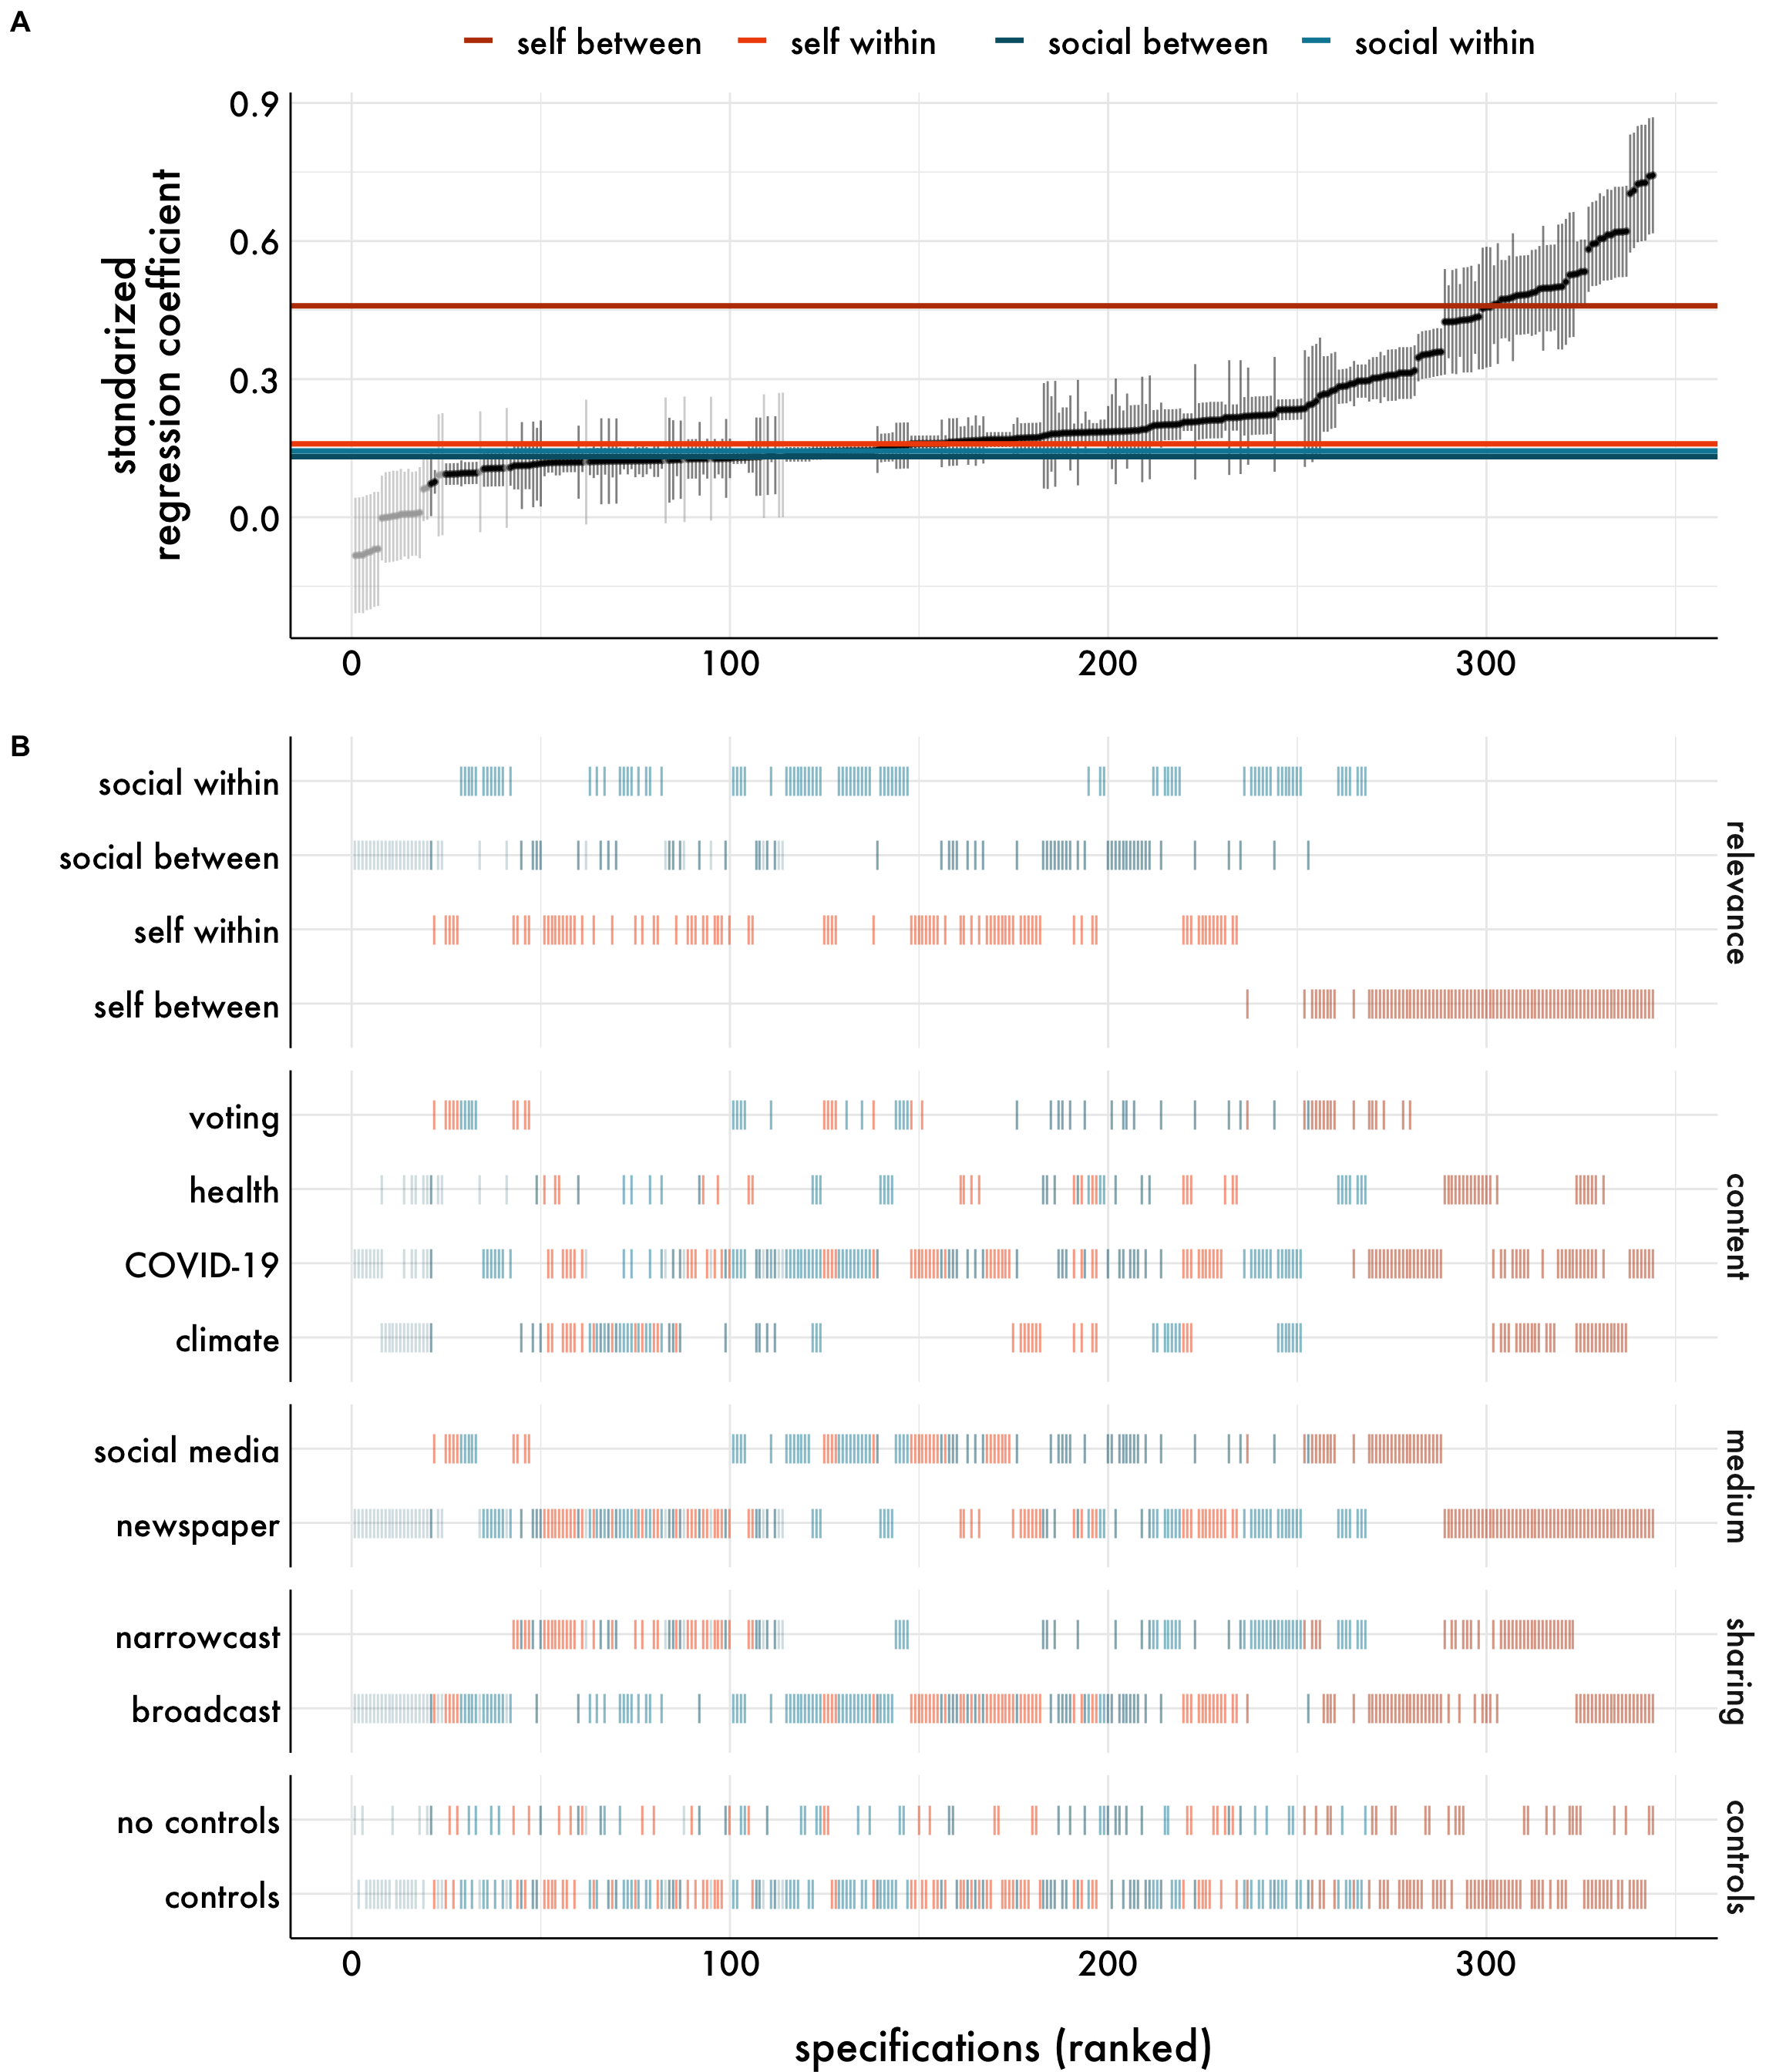 A
self between self within social between social within
0.9
0.6
0.3
0.0
standarized
regression coefficient
0 100 200 300
B
social within
social between
self within
self between
relevance
voting
health
COVID-19
climate
content
social media
newspaper
medium
narrowcast
broadcast
sharing
no controls
controls
controls
0 100 200 300
specifications (ranked)